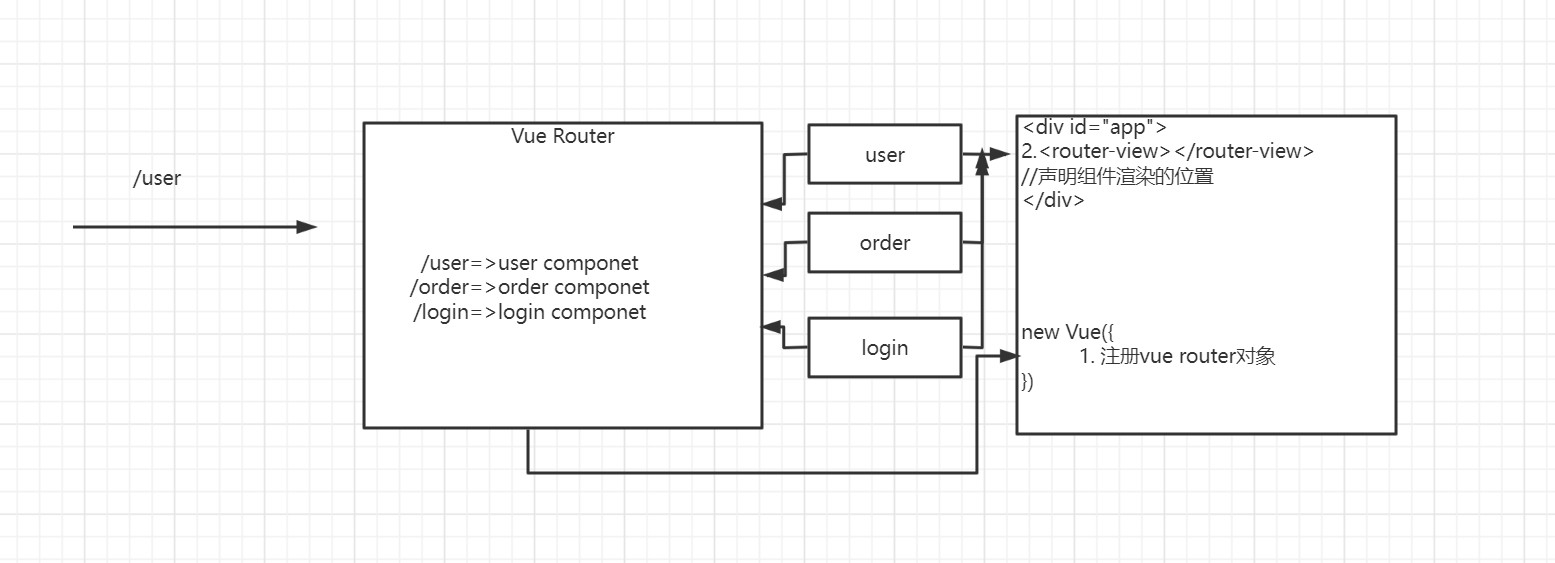 /user
Vue Router
/user=>user componet
/order=>order componet
/login=>login componet
user
order
login
<div id="app">
2.<router-view></router-view>
//声明组件渲染的位置
</div>
new Vue({
1. 注册vue router对象
})